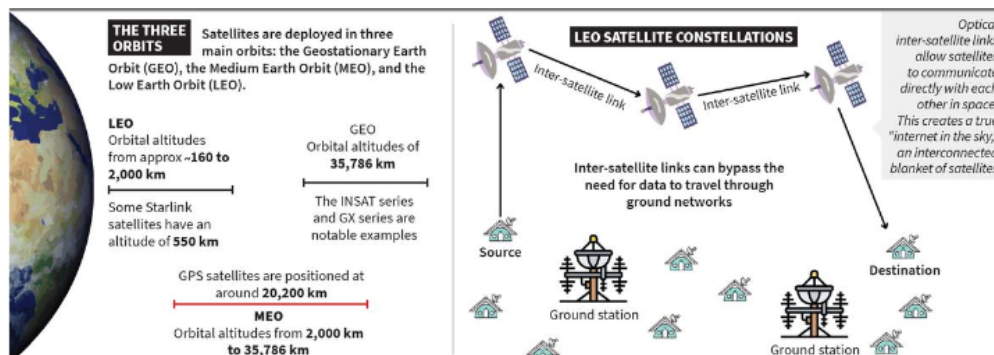 THE THREE
ORBITS
Satellites are deployed in three
main orbits: the Geostationary Earth
Orbit (GEO), the Medium Earth Orbit (MEO), and the
Low Earth Orbit (LEO).
LEO
Orbital altitudes
from approx ~160 to
2,000 km
Some Starlink
satellites have an
altitude of 550 km
GEO
Orbital altitudes of
35,786 km
The INSAT series
and GX series are
notable examples
GPS satellites are positioned at
around 20,200 km
MEO
Orbital altitudes from 2,000 km
to 35,786 km
LEO SATELLITE CONSTELLATIONS
Inter-satellite link
Inter-satellite link
Inter-satellite links can bypass the
need for data to travel through
ground networks
Source
Ground station
Destination
Ground station
Optical
inter-satellite links
allow satellites
to communicate
directly with each
other in space.
This creates a true
"internet in the sky,"
an interconnected
blanket of satellites